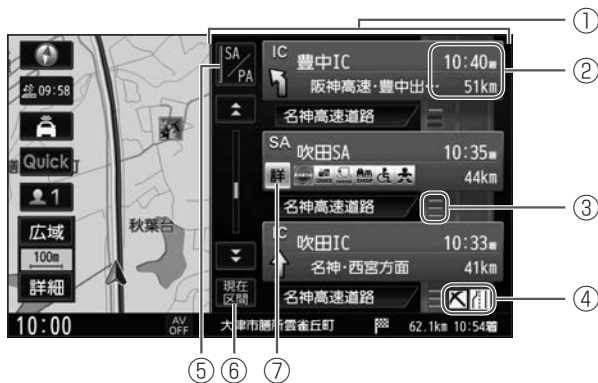 ①
②
③
④
⑤
⑥
⑦
SA/PA
09:58
Quick
1
広域
100m
詳細
10:00
秋葉台
AV OFF
現在区間
IC 豊中IC 10:40
阪神高速・豊中出… 51km
名神高速道路
SA 吹田SA 10:35
詳 44km
名神高速道路
IC 吹田IC 10:33
名神・西宮方面 41km
名神高速道路
大津市膳所雲雀丘町 62.1km 10:54着